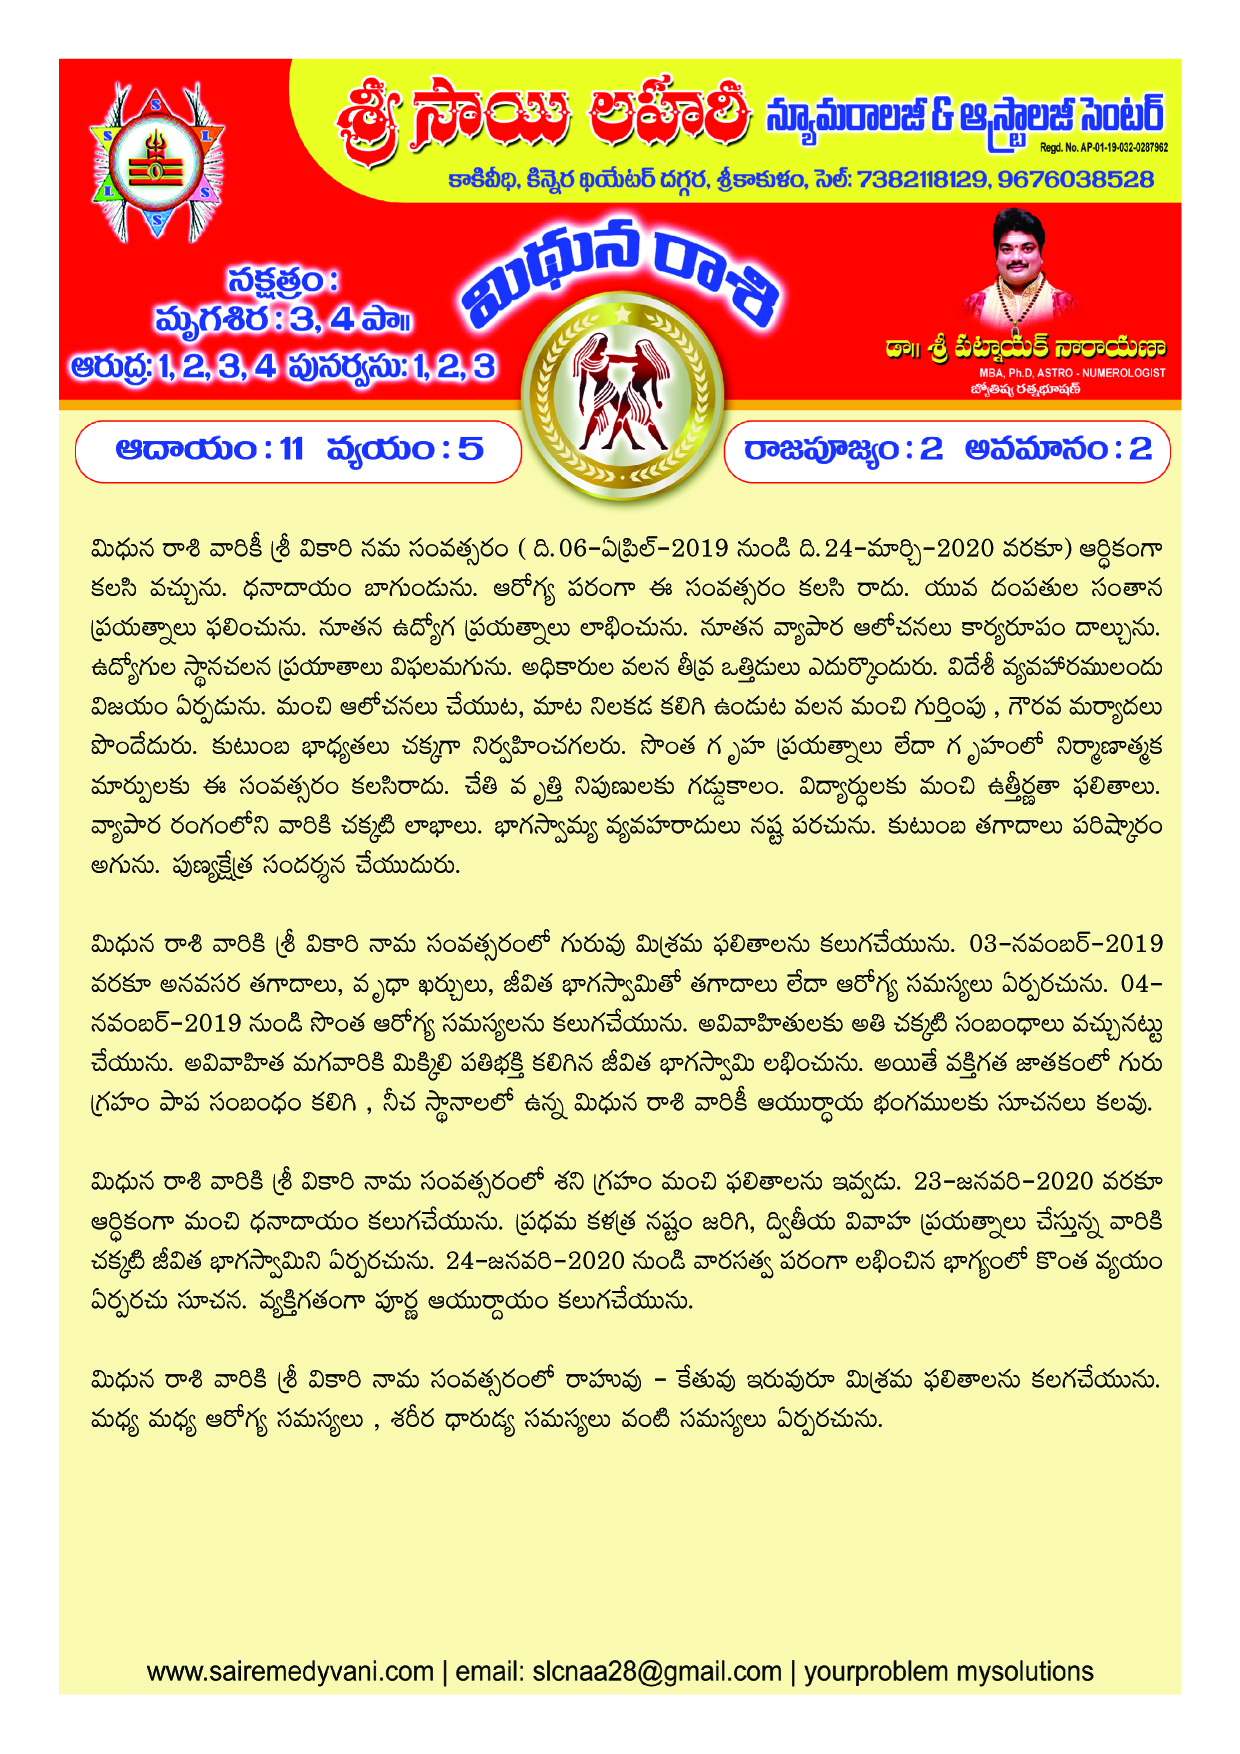 శ్రీ సాయి లహరీ న్యూమరాలజీ & ఆస్ట్రాలజీ సెంటర్
Regd. No. AP-01-19-032-0287962
కాకివీధి, కిన్నెర థియేటర్ దగ్గర, శ్రీకాకుళం, సెల్: 7382118129, 9676038528
S
S
L
L
S
S
మిధున రాశి
నక్షత్రం :
మృగశిర : 3, 4 పా॥
ఆరుద్ర: 1, 2, 3, 4 పునర్వసు: 1, 2, 3
డా॥ శ్రీ పట్నాయక్ నారాయణా
MBA, Ph.D, ASTRO - NUMEROLOGIST
జ్యోతిష్య రత్నభూషణ్
ఆదాయం : 11 వ్యయం : 5
రాజపూజ్యం : 2 అవమానం : 2
మిధున రాశి వారికీ శ్రీ వికారి నమ సంవత్సరం ( ది.06-ఏప్రిల్-2019 నుండి ది.24-మార్చి-2020 వరకూ) ఆర్ధికంగా
కలసి వచ్చును. ధనాదాయం బాగుండును. ఆరోగ్య పరంగా ఈ సంవత్సరం కలసి రాదు. యువ దంపతుల సంతాన
ప్రయత్నాలు ఫలించును. నూతన ఉద్యోగ ప్రయత్నాలు లాభించును. నూతన వ్యాపార ఆలోచనలు కార్యరూపం దాల్చును.
ఉద్యోగుల స్థానచలన ప్రయాతాలు విఫలమగును. అధికారుల వలన తీవ్ర ఒత్తిడులు ఎదుర్కొందురు. విదేశీ వ్యవహారములందు
విజయం ఏర్పడును. మంచి ఆలోచనలు చేయుట, మాట నిలకడ కలిగి ఉండుట వలన మంచి గుర్తింపు , గౌరవ మర్యాదలు
పొందేదురు. కుటుంబ భాధ్యతలు చక్కగా నిర్వహించగలరు. సొంత గృహ ప్రయత్నాలు లేదా గృహంలో నిర్మాణాత్మక
మార్పులకు ఈ సంవత్సరం కలసిరాదు. చేతి వృత్తి నిపుణులకు గడ్డుకాలం. విద్యార్ధులకు మంచి ఉత్తీర్ణతా ఫలితాలు.
వ్యాపార రంగంలోని వారికి చక్కటి లాభాలు. భాగస్వామ్య వ్యవహరాదులు నష్ట పరచును. కుటుంబ తగాదాలు పరిష్కారం
అగును. పుణ్యక్షేత్ర సందర్శన చేయుదురు.
మిధున రాశి వారికి శ్రీ వికారి నామ సంవత్సరంలో గురువు మిశ్రమ ఫలితాలను కలుగచేయును. 03-నవంబర్-2019
వరకూ అనవసర తగాదాలు, వృధా ఖర్చులు, జీవిత భాగస్వామితో తగాదాలు లేదా ఆరోగ్య సమస్యలు ఏర్పరచును. 04-
నవంబర్-2019 నుండి సొంత ఆరోగ్య సమస్యలను కలుగచేయును. అవివాహితులకు అతి చక్కటి సంబంధాలు వచ్చునట్టు
చేయును. అవివాహిత మగవారికి మిక్కిలి పతిభక్తి కలిగిన జీవిత భాగస్వామి లభించును. అయితే వక్తిగత జాతకంలో గురు
గ్రహం పాప సంబంధం కలిగి , నీచ స్థానాలలో ఉన్న మిధున రాశి వారికీ ఆయుర్ధాయ భంగములకు సూచనలు కలవు.
మిధున రాశి వారికి శ్రీ వికారి నామ సంవత్సరంలో శని గ్రహం మంచి ఫలితాలను ఇవ్వడు. 23-జనవరి-2020 వరకూ
ఆర్ధికంగా మంచి ధనాదాయం కలుగచేయును. ప్రధమ కళత్ర నష్టం జరిగి, ద్వితీయ వివాహ ప్రయత్నాలు చేస్తున్న వారికి
చక్కటి జీవిత భాగస్వామిని ఏర్పరచును. 24-జనవరి-2020 నుండి వారసత్వ పరంగా లభించిన భాగ్యంలో కొంత వ్యయం
ఏర్పరచు సూచన. వ్యక్తిగతంగా పూర్ణ ఆయుర్దాయం కలుగచేయును.
మిధున రాశి వారికి శ్రీ వికారి నామ సంవత్సరంలో రాహువు - కేతువు ఇరువురూ మిశ్రమ ఫలితాలను కలగచేయును.
మధ్య మధ్య ఆరోగ్య సమస్యలు , శరీర ధారుడ్య సమస్యలు వంటి సమస్యలు ఏర్పరచును.
www.sairemedyvani.com | email: slcnaa28@gmail.com | yourproblem mysolutions